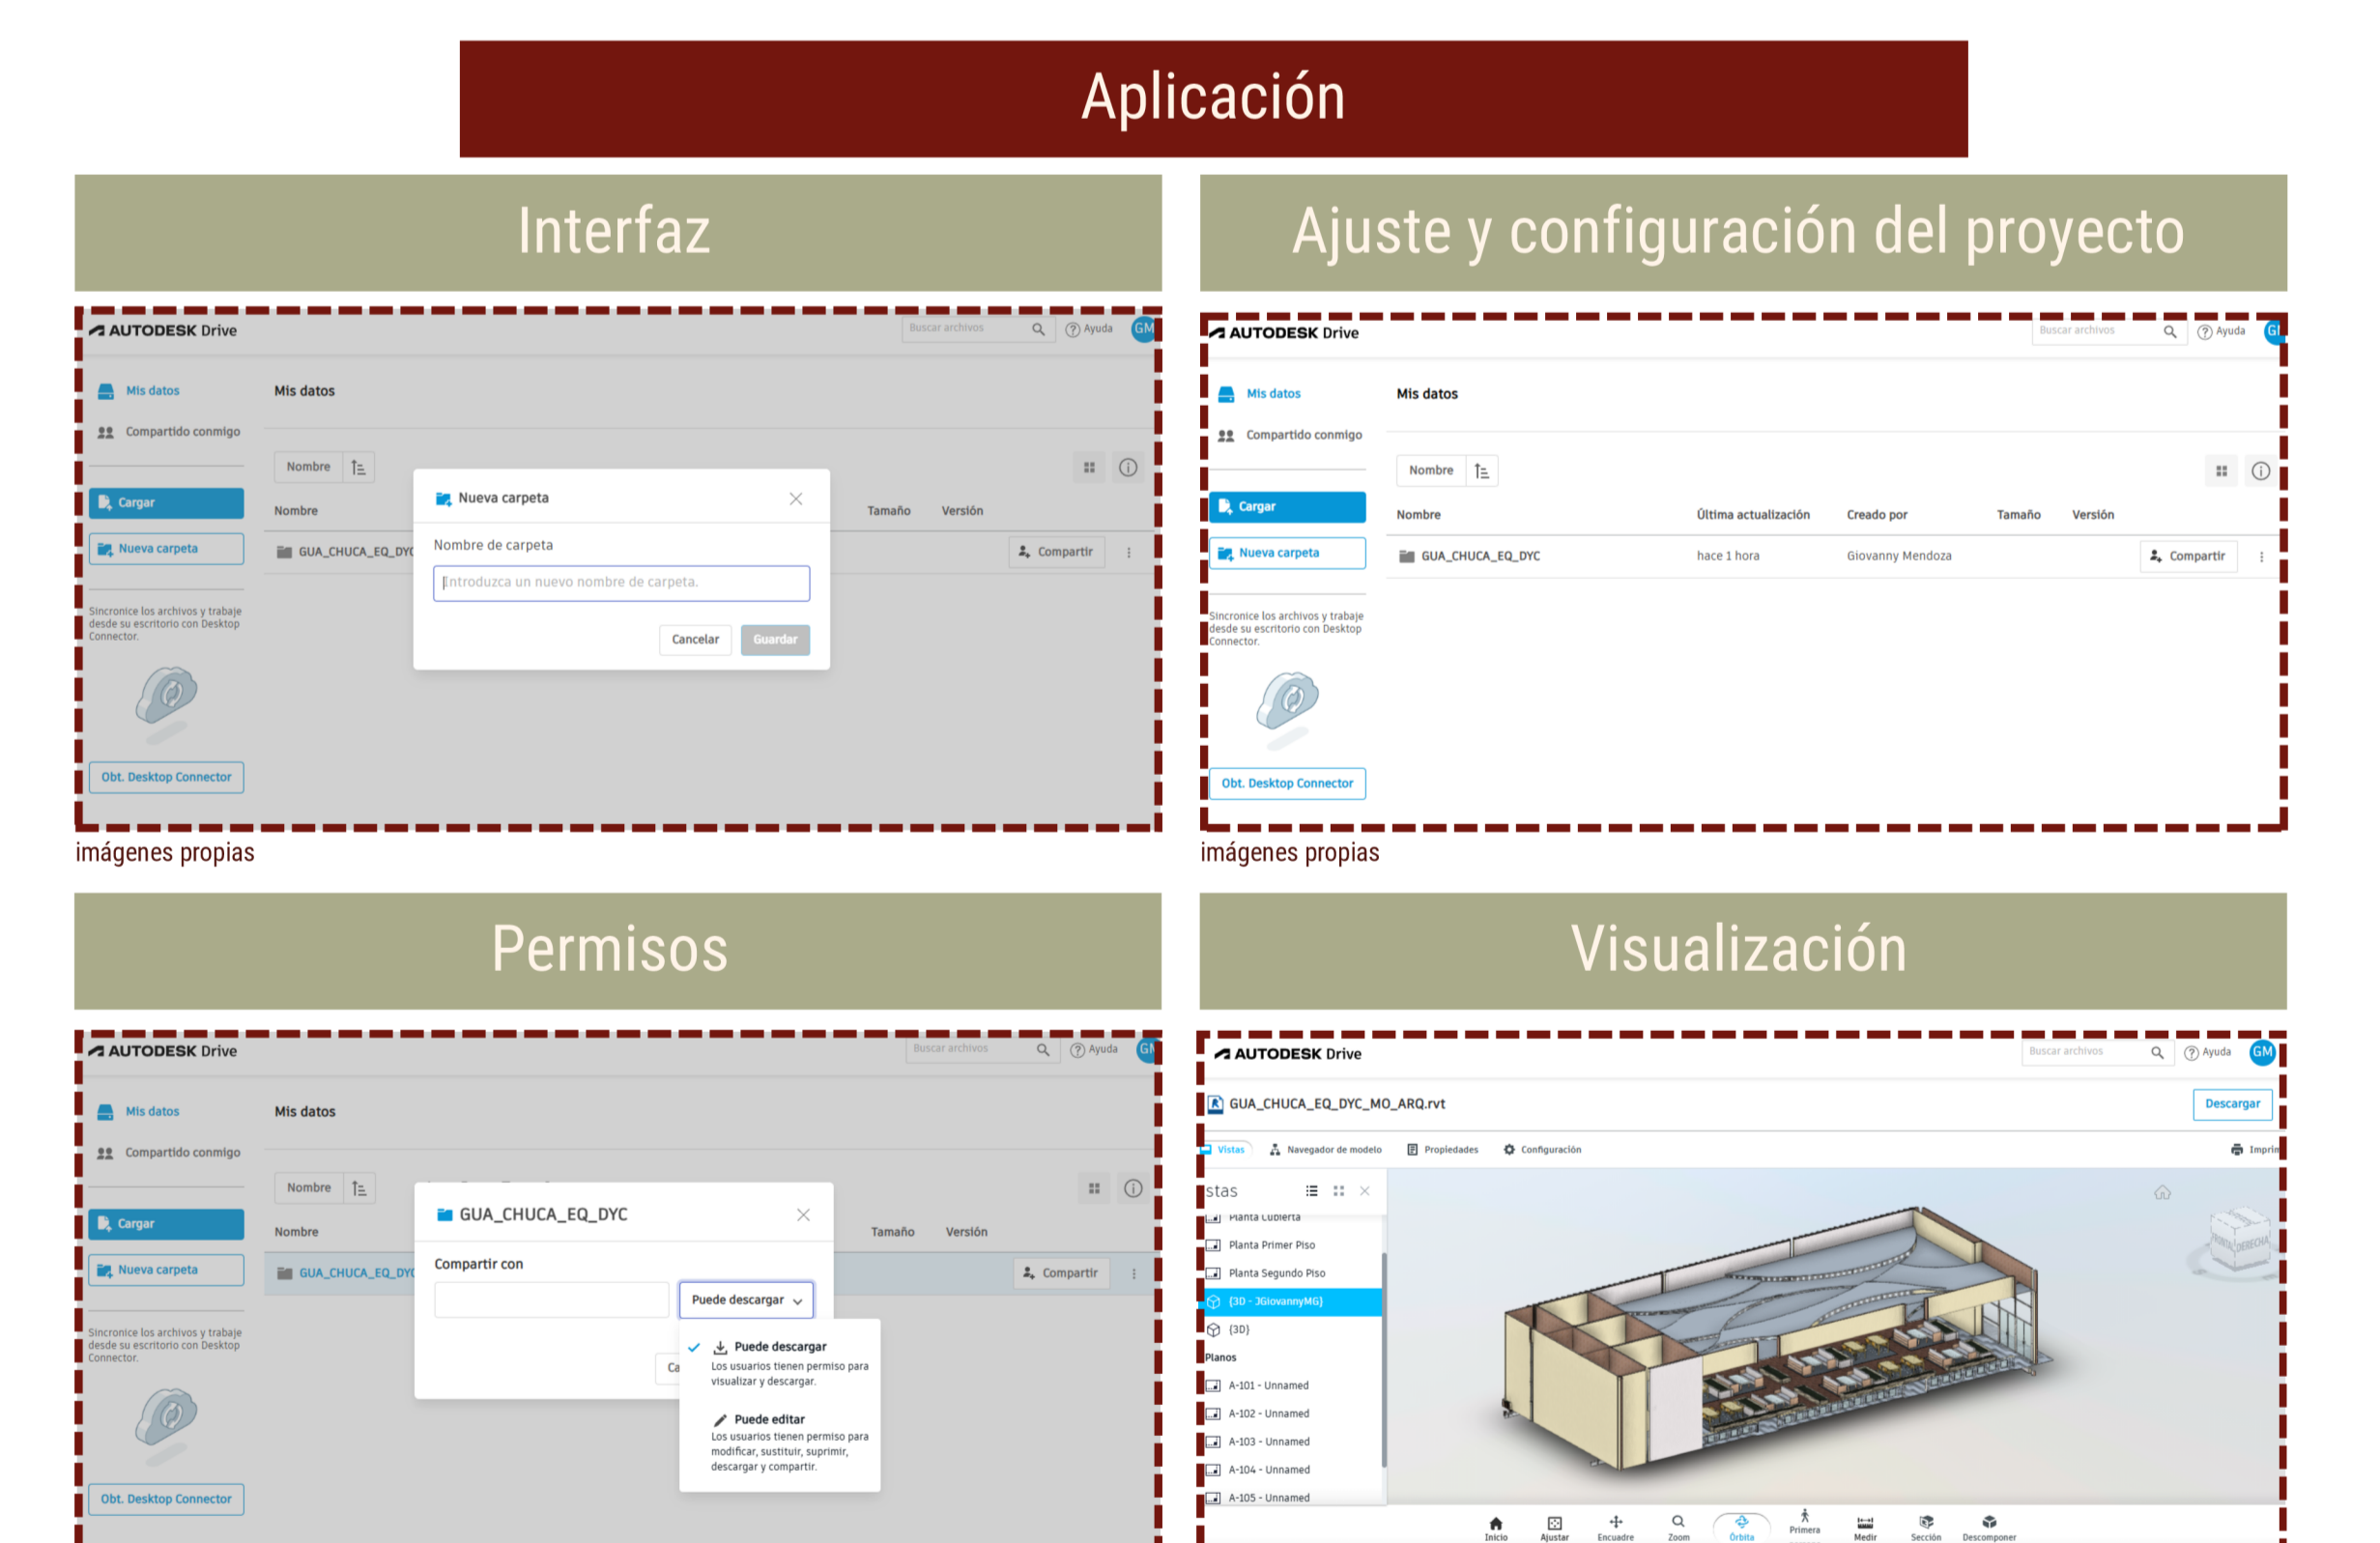 Aplicación
Interfaz
AUTODESK Drive
Buscar archivos
Ayuda
GM
Mis datos
Compartido conmigo
Mis datos
Nombre
Cargar
Nueva carpeta
Nombre
Tamaño
Versión
GUA_CHUCA_EQ_DYC
Compartir
Nueva carpeta
Nombre de carpeta
Introduzca un nuevo nombre de carpeta.
Cancelar
Guardar
Sincronice los archivos y trabaje
desde su escritorio con Desktop
Connector.
Obt. Desktop Connector
imágenes propias
Ajuste y configuración del proyecto
AUTODESK Drive
Buscar archivos
Ayuda
Mis datos
Compartido conmigo
Mis datos
Nombre
Cargar
Nueva carpeta
Nombre
Última actualización
Creado por
Tamaño
Versión
GUA_CHUCA_EQ_DYC
hace 1 hora
Giovanny Mendoza
Compartir
Sincronice los archivos y trabaje
desde su escritorio con Desktop
Connector.
Obt. Desktop Connector
imágenes propias
Permisos
AUTODESK Drive
Buscar archivos
Ayuda
Mis datos
Compartido conmigo
Mis datos
Nombre
Cargar
Nueva carpeta
Nombre
Tamaño
Versión
GUA_CHUCA_EQ_DYC
Compartir
GUA_CHUCA_EQ_DYC
Compartir con
Puede descargar
Ca
Puede descargar
Los usuarios tienen permiso para
visualizar y descargar.
Puede editar
Los usuarios tienen permiso para
modificar, sustituir, suprimir,
descargar y compartir.
Sincronice los archivos y trabaje
desde su escritorio con Desktop
Connector.
Obt. Desktop Connector
Visualización
AUTODESK Drive
Buscar archivos
Ayuda
GM
GUA_CHUCA_EQ_DYC_MO_ARQ.rvt
Descargar
Vistas
Navegador de modelo
Propiedades
Configuración
Imprim
stas
Planta Cubierta
Planta Primer Piso
Planta Segundo Piso
{3D - JGiovannyMG}
{3D}
Planos
A-101 - Unnamed
A-102 - Unnamed
A-103 - Unnamed
A-104 - Unnamed
A-105 - Unnamed
FRONTAL
DERECHA
Inicio
Ajustar
Encuadre
Zoom
Órbita
Primera
Medir
Sección
Descomponer